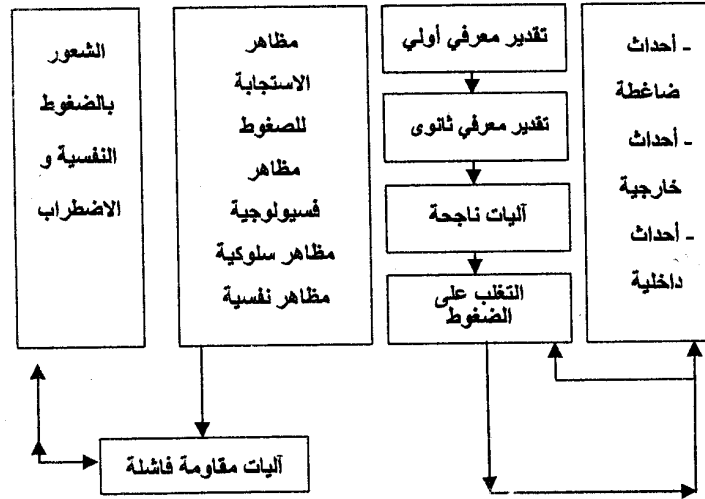 - أحداث
ضاغطة
- أحداث
خارجية
- أحداث
داخلية
تقدير معرفي أولي
تقدير معرفي ثانوى
آليات ناجحة
التغلب على
الضغوط
مظاهر
الاستجابة
للضغوط
مظاهر
فسيولوجية
مظاهر سلوكية
مظاهر نفسية
الشعور
بالضغوط
النفسية و
الاضطراب
آليات مقاومة فاشلة